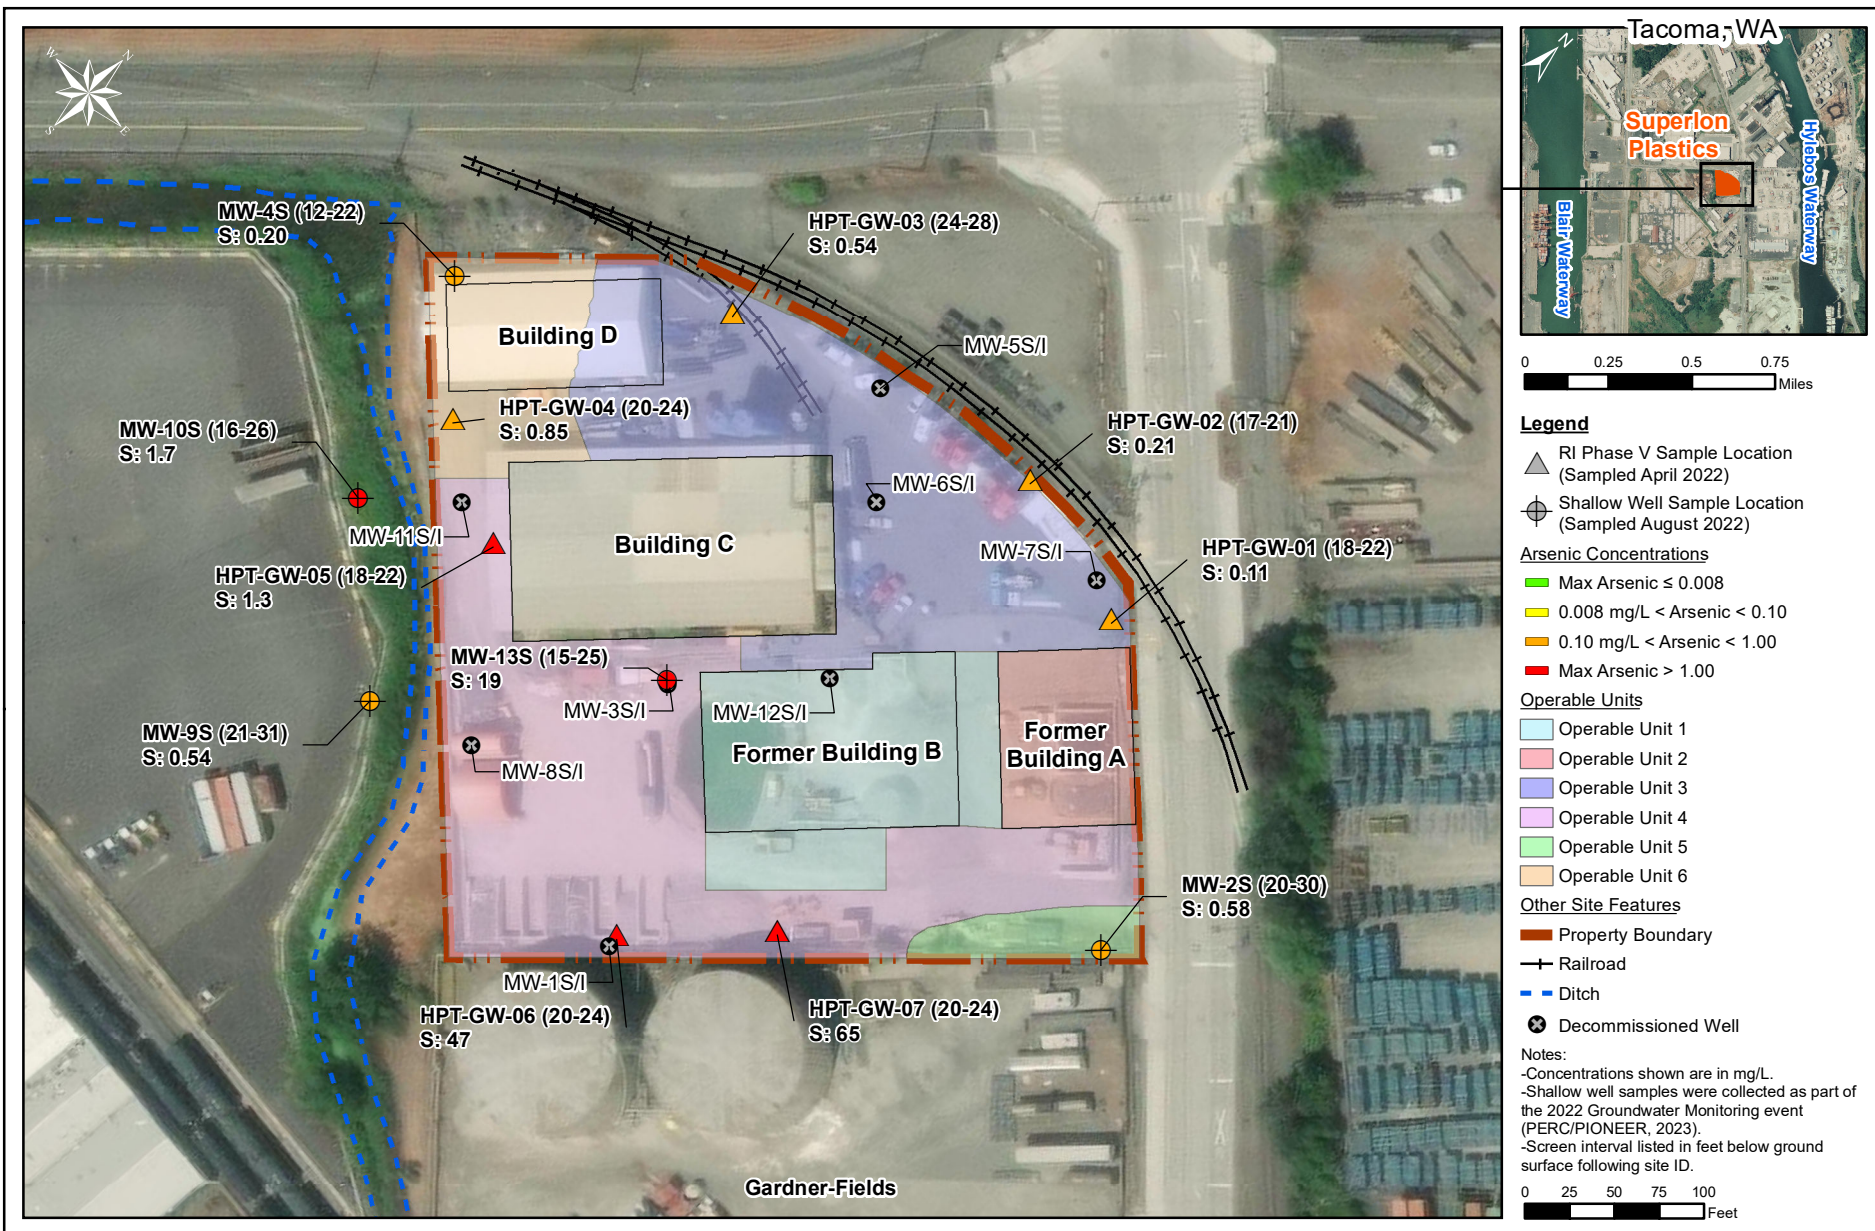 W
N
S
E
MW-4S (12-22)
S: 0.20
HPT-GW-03 (24-28)
S: 0.54
Building D
MW-5S/I
HPT-GW-04 (20-24)
S: 0.85
HPT-GW-02 (17-21)
S: 0.21
MW-10S (16-26)
S: 1.7
MW-6S/I
MW-11S/I
Building C
MW-7S/I
HPT-GW-01 (18-22)
S: 0.11
HPT-GW-05 (18-22)
S: 1.3
MW-13S (15-25)
S: 19
MW-3S/I
MW-12S/I
MW-9S (21-31)
S: 0.54
Former Building B
Former
Building A
MW-8S/I
MW-2S (20-30)
S: 0.58
MW-1S/I
HPT-GW-06 (20-24)
S: 47
HPT-GW-07 (20-24)
S: 65
Gardner-Fields
Tacoma, WA
N
Superlon
Plastics
Blair Waterway
Hylebos Waterway
0 0.25 0.5 0.75
Miles
Legend
RI Phase V Sample Location
(Sampled April 2022)
Shallow Well Sample Location
(Sampled August 2022)
Arsenic Concentrations
Max Arsenic ≤ 0.008
0.008 mg/L < Arsenic < 0.10
0.10 mg/L < Arsenic < 1.00
Max Arsenic > 1.00
Operable Units
Operable Unit 1
Operable Unit 2
Operable Unit 3
Operable Unit 4
Operable Unit 5
Operable Unit 6
Other Site Features
Property Boundary
Railroad
Ditch
Decommissioned Well
Notes:
-Concentrations shown are in mg/L.
-Shallow well samples were collected as part of
the 2022 Groundwater Monitoring event
(PERC/PIONEER, 2023).
-Screen interval listed in feet below ground
surface following site ID.
0 25 50 75 100
Feet